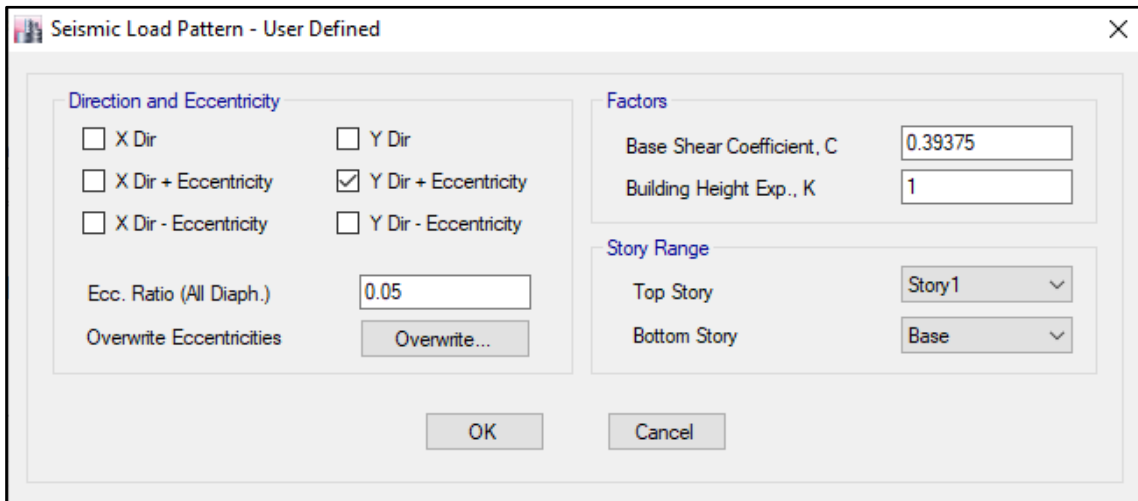 Seismic Load Pattern - User Defined
Direction and Eccentricity
X Dir
Y Dir
X Dir + Eccentricity
Y Dir + Eccentricity
X Dir - Eccentricity
Y Dir - Eccentricity
Ecc. Ratio (All Diaph.)
0.05
Overwrite Eccentricities
Overwrite...
Factors
Base Shear Coefficient, C
0.39375
Building Height Exp., K
1
Story Range
Top Story
Story1
Bottom Story
Base
OK
Cancel